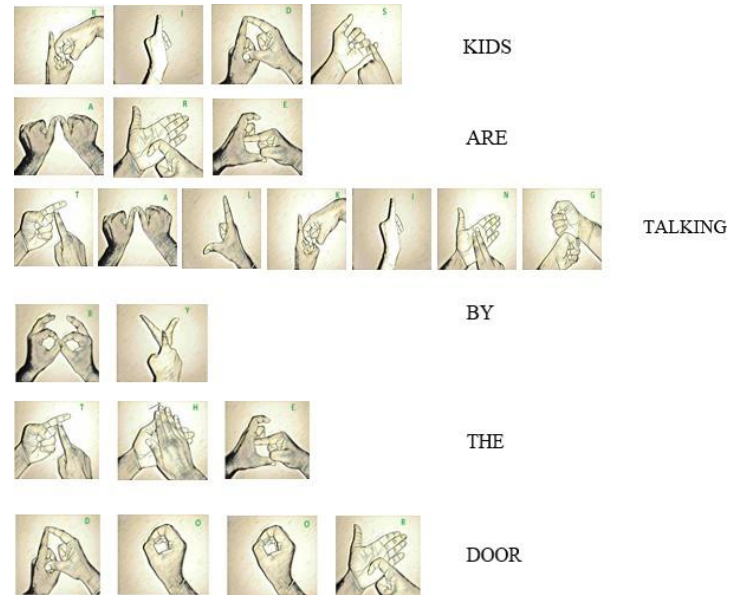 K I D S KIDS
A R E ARE
T A L K I N G TALKING
B Y BY
T H E THE
D O O R DOOR